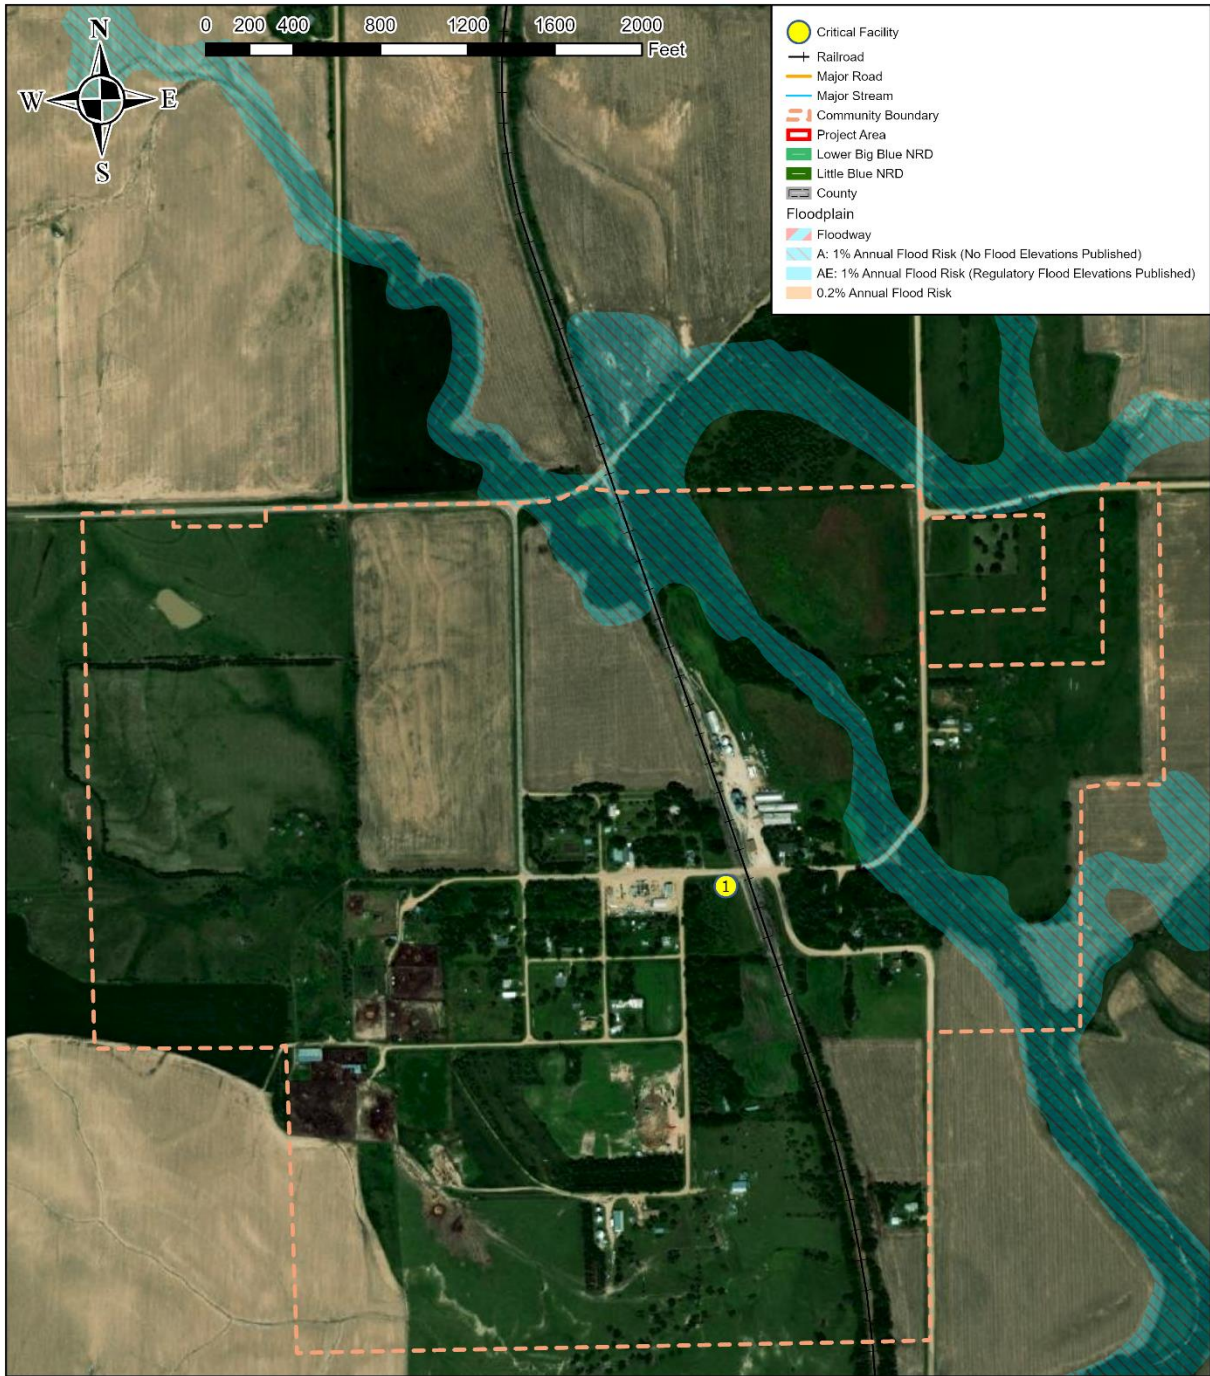 N
W E
S
0 200 400 800 1200 1600 2000
Feet
Critical Facility
Railroad
Major Road
Major Stream
Community Boundary
Project Area
Lower Big Blue NRD
Little Blue NRD
County
Floodplain
Floodway
A: 1% Annual Flood Risk (No Flood Elevations Published)
AE: 1% Annual Flood Risk (Regulatory Flood Elevations Published)
0.2% Annual Flood Risk
1